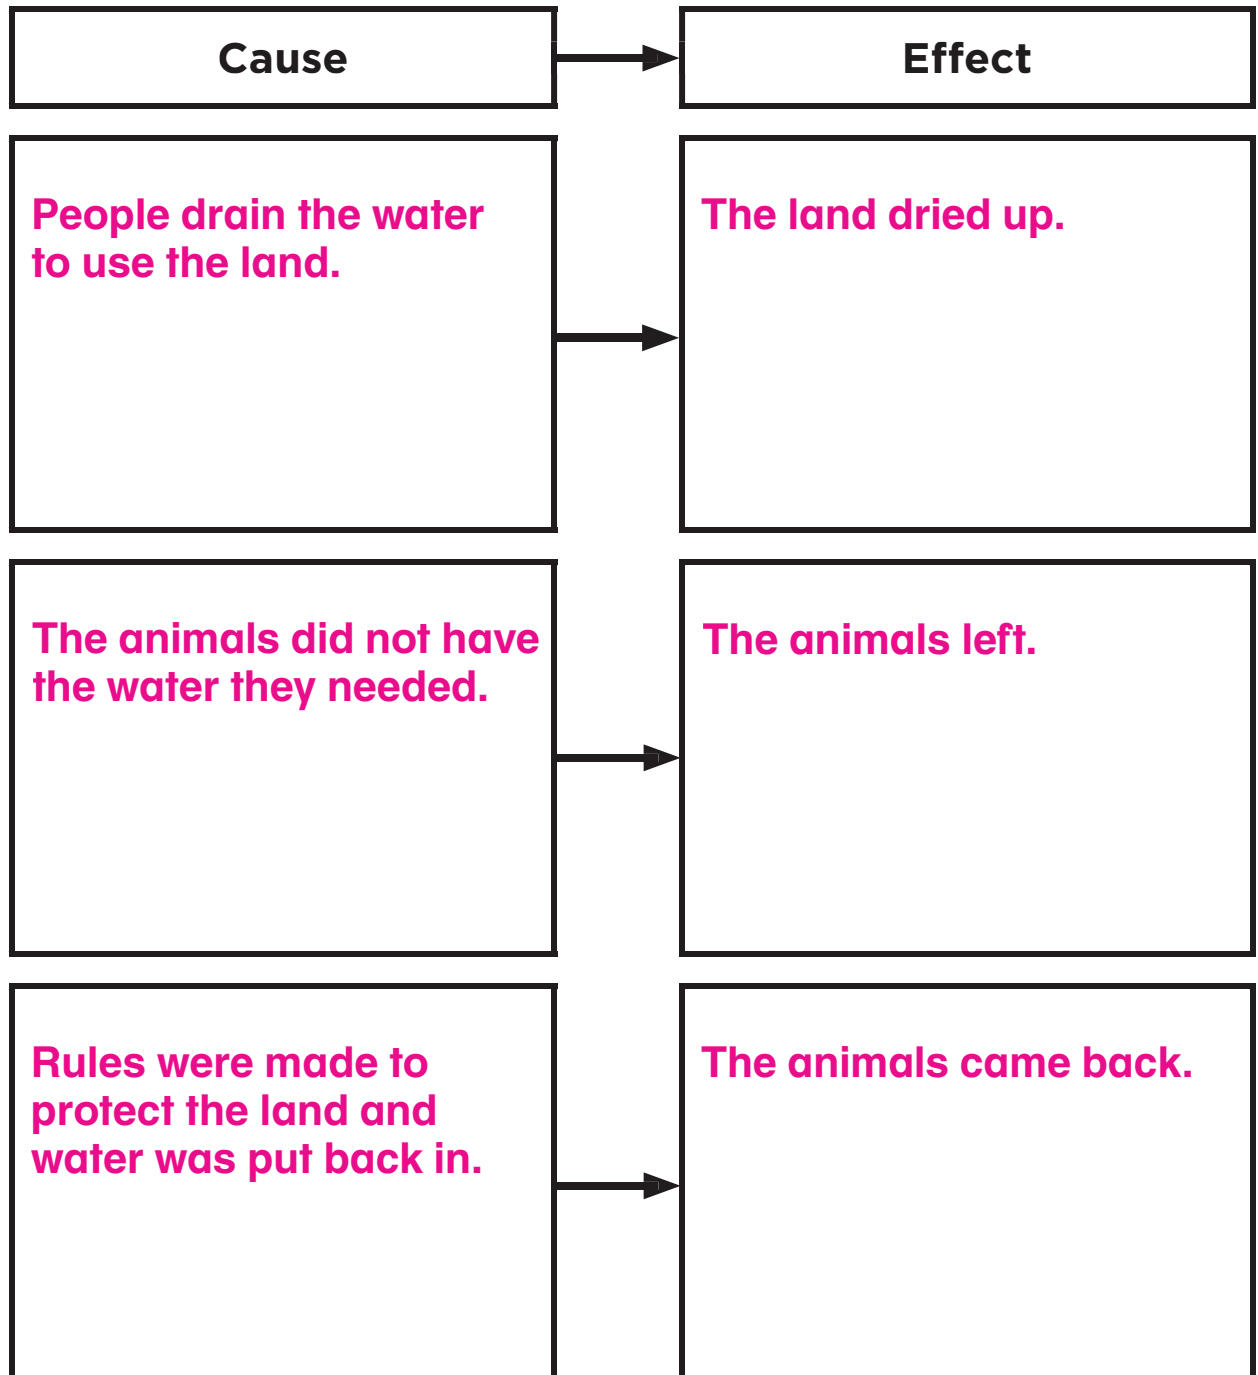 Cause
Effect
People drain the water
to use the land.
The land dried up.
The animals did not have
the water they needed.
The animals left.
Rules were made to
protect the land and
water was put back in.
The animals came back.